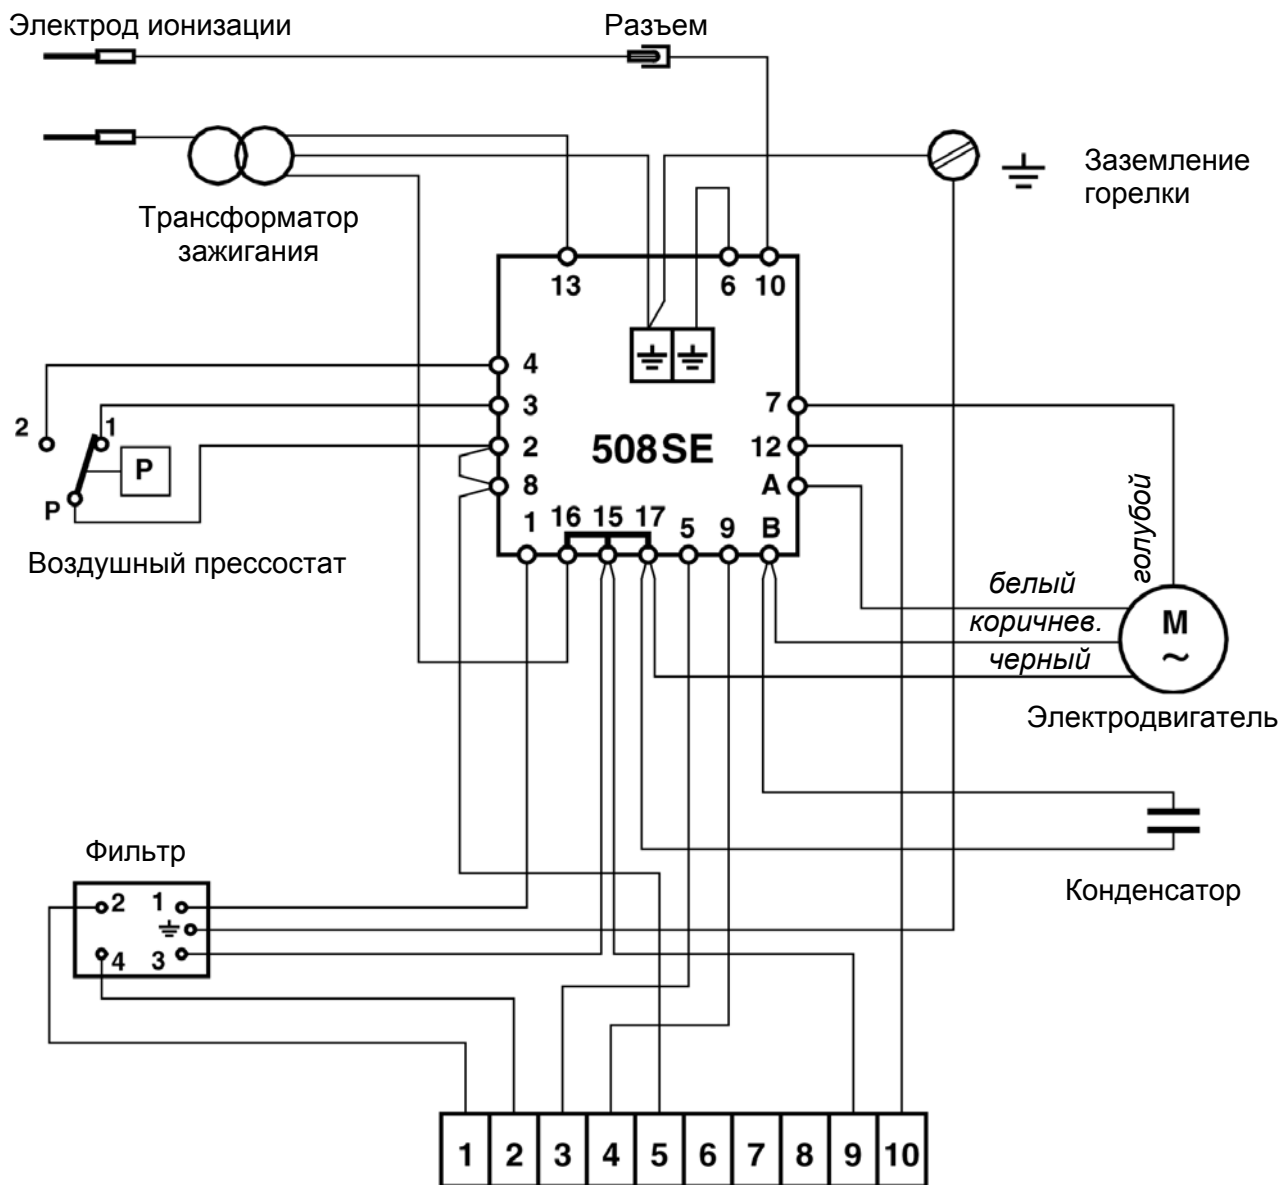 Электрод ионизации
Разъем
Трансформатор
зажигания
Заземление
горелки
13
6
10
4
3
2
8
2
1
P
P
508SE
7
12
A
1
16
15
17
5
9
B
Воздушный прессостат
голубой
белый
коричнев.
черный
M
~
Электродвигатель
Конденсатор
Фильтр
2
1
4
3
1
2
3
4
5
6
7
8
9
10